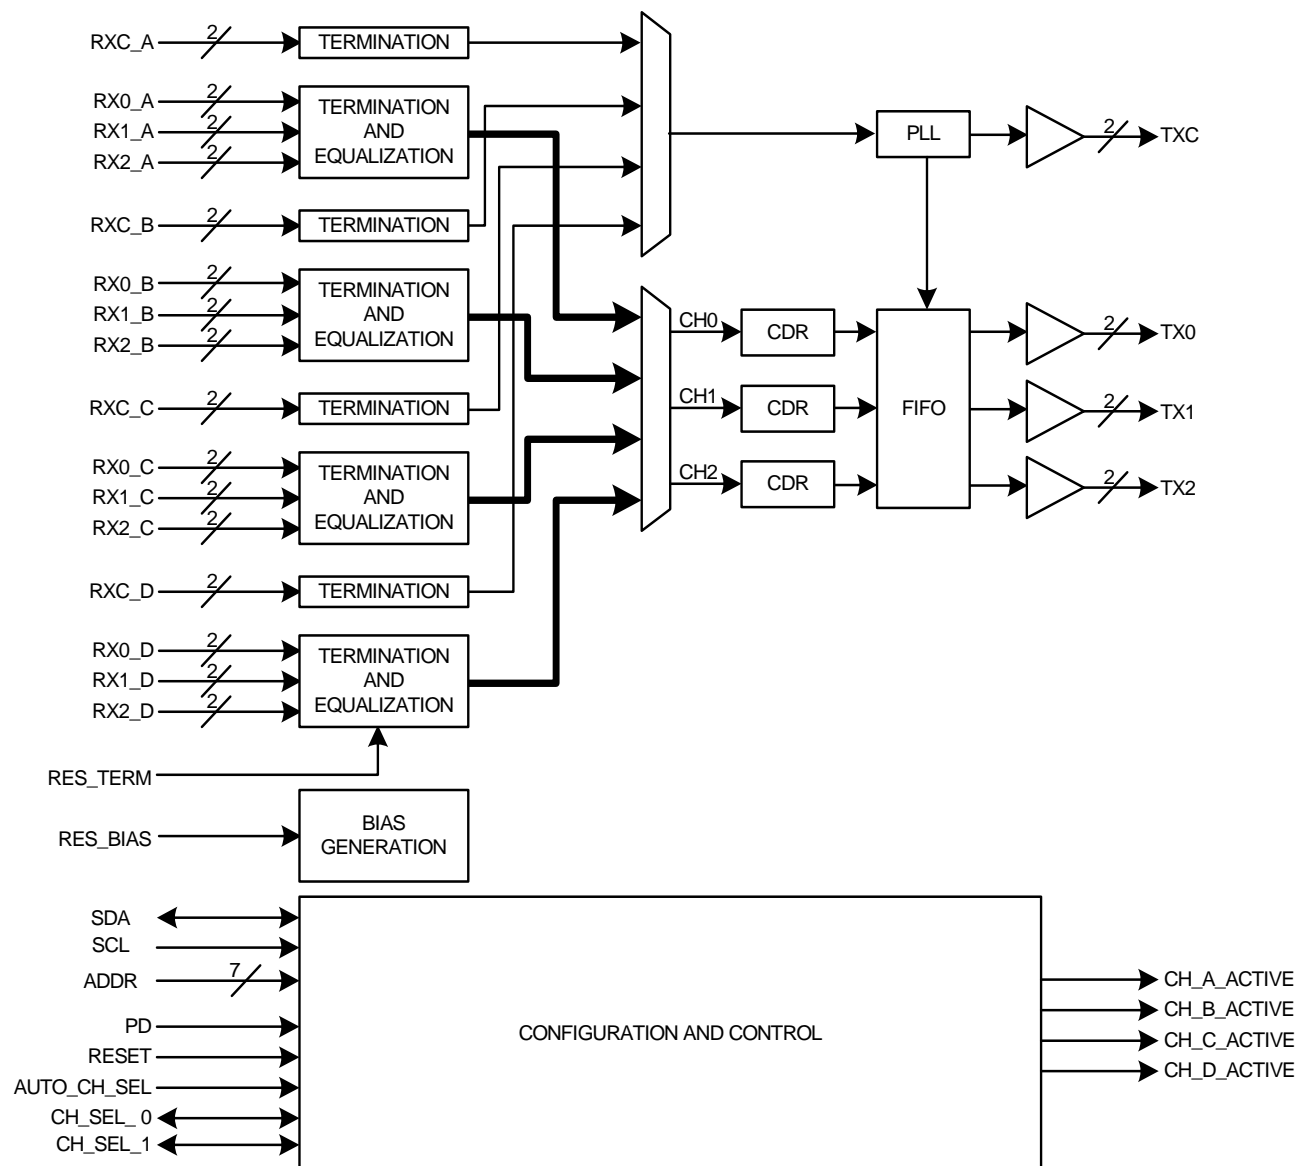 RXC_A
2
TERMINATION
RX0_A
2
RX1_A
2
RX2_A
2
TERMINATION
AND
EQUALIZATION
RXC_B
2
TERMINATION
RX0_B
2
RX1_B
2
RX2_B
2
TERMINATION
AND
EQUALIZATION
RXC_C
2
TERMINATION
RX0_C
2
RX1_C
2
RX2_C
2
TERMINATION
AND
EQUALIZATION
RXC_D
2
TERMINATION
RX0_D
2
RX1_D
2
RX2_D
2
TERMINATION
AND
EQUALIZATION
RES_TERM
RES_BIAS
BIAS
GENERATION
PLL
2
TXC
CH0
CDR
CH1
CDR
CH2
CDR
FIFO
2
TX0
2
TX1
2
TX2
SDA
SCL
ADDR
7
PD
RESET
AUTO_CH_SEL
CH_SEL_ 0
CH_SEL_1
CONFIGURATION AND CONTROL
CH_A_ACTIVE
CH_B_ACTIVE
CH_C_ACTIVE
CH_D_ACTIVE